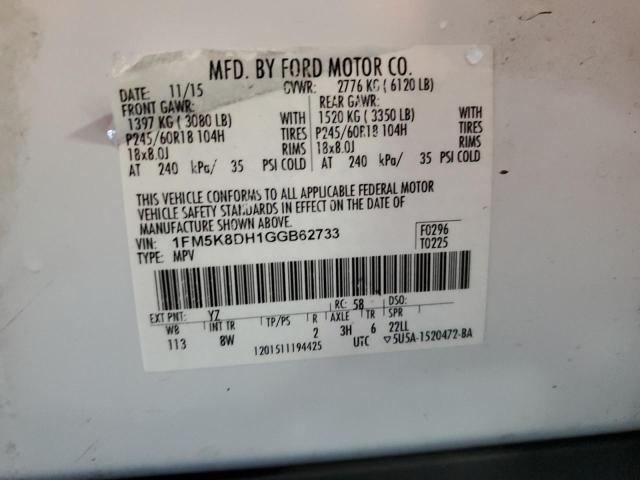 MFD. BY FORD MOTOR CO.
DATE: 11/15 GVWR: 2776 KG ( 6120 LB)
FRONT GAWR: REAR GAWR:
1397 KG ( 3080 LB) WITH 1520 KG ( 3350 LB) WITH
P245/60R18 104H TIRES P245/60R18 104H TIRES
18x8.0J RIMS 18x8.0J RIMS
AT 240 kPa/ 35 PSI COLD AT 240 kPa/ 35 PSI COLD
THIS VEHICLE CONFORMS TO ALL APPLICABLE FEDERAL MOTOR
VEHICLE SAFETY STANDARDS IN EFFECT ON THE DATE OF
MANUFACTURE SHOWN ABOVE.
VIN: 1FM5K8DH1GGB62733 F0296
TYPE: MPV T0225
EXT PNT: YZ RC: 58 DSO:
WB INT TR TP/PS R AXLE TR SPR
113 8W 2 3H 6 22LL
1201511194425 UTC ▽5U5A-1520472-BA